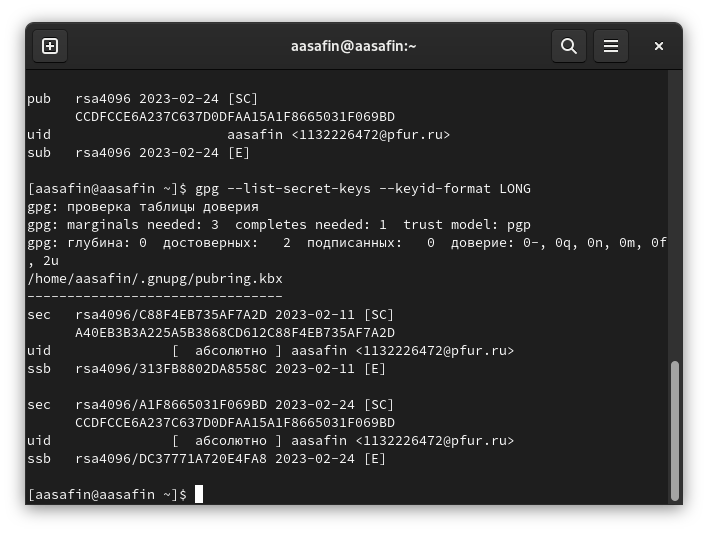 aasafin@aasafin:~
pub   rsa4096 2023-02-24 [SC]
      CCDFCCE6A237C637D0DFAA15A1F8665031F069BD
uid                      aasafin <1132226472@pfur.ru>
sub   rsa4096 2023-02-24 [E]
[aasafin@aasafin ~]$ gpg --list-secret-keys --keyid-format LONG
gpg: проверка таблицы доверия
gpg: marginals needed: 3  completes needed: 1  trust model: pgp
gpg: глубина: 0  достоверных:   2  подписанных:   0  доверие: 0-, 0q, 0n, 0m, 0f
, 2u
/home/aasafin/.gnupg/pubring.kbx
--------------------------------
sec   rsa4096/C88F4EB735AF7A2D 2023-02-11 [SC]
      A40EB3B3A225A5B3868CD612C88F4EB735AF7A2D
uid               [  абсолютно ] aasafin <1132226472@pfur.ru>
ssb   rsa4096/313FB8802DA8558C 2023-02-11 [E]
sec   rsa4096/A1F8665031F069BD 2023-02-24 [SC]
      CCDFCCE6A237C637D0DFAA15A1F8665031F069BD
uid               [  абсолютно ] aasafin <1132226472@pfur.ru>
ssb   rsa4096/DC37771A720E4FA8 2023-02-24 [E]
[aasafin@aasafin ~]$